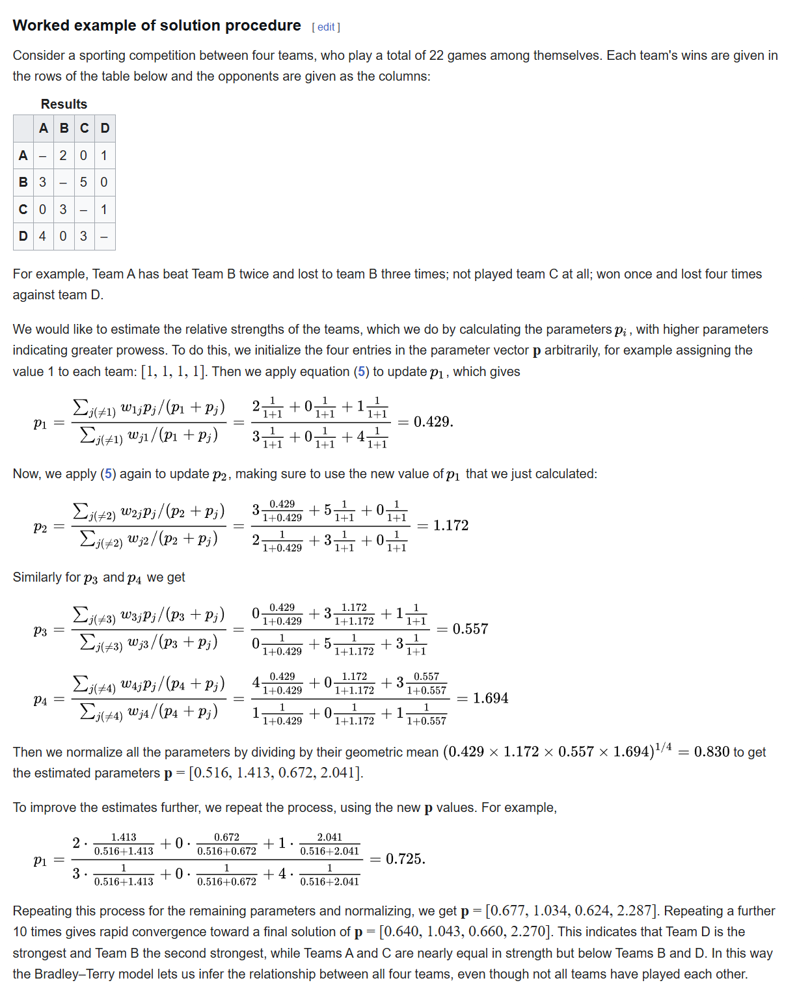 Worked example of solution procedure [ edit ]
Consider a sporting competition between four teams, who play a total of 22 games among themselves. Each team's wins are given in
the rows of the table below and the opponents are given as the columns:
Results
A B C D
A – 2 0 1
B 3 – 5 0
C 0 3 – 1
D 4 0 3 –
For example, Team A has beat Team B twice and lost to team B three times; not played team C at all; won once and lost four times
against team D.
We would like to estimate the relative strengths of the teams, which we do by calculating the parameters p_i, with higher parameters
indicating greater prowess. To do this, we initialize the four entries in the parameter vector p arbitrarily, for example assigning the
value 1 to each team: [1, 1, 1, 1]. Then we apply equation (5) to update p_1, which gives
p_1 = \frac{\sum_{j(\neq 1)} w_{1j} p_j/(p_1 + p_j)}{\sum_{j(\neq 1)} w_{j1}/(p_1 + p_j)} = \frac{2\frac{1}{1+1} + 0\frac{1}{1+1} + 1\frac{1}{1+1}}{3\frac{1}{1+1} + 0\frac{1}{1+1} + 4\frac{1}{1+1}} = 0.429.
Now, we apply (5) again to update p_2, making sure to use the new value of p_1 that we just calculated:
p_2 = \frac{\sum_{j(\neq 2)} w_{2j} p_j/(p_2 + p_j)}{\sum_{j(\neq 2)} w_{j2}/(p_2 + p_j)} = \frac{3\frac{0.429}{1+0.429} + 5\frac{1}{1+1} + 0\frac{1}{1+1}}{2\frac{1}{1+0.429} + 3\frac{1}{1+1} + 0\frac{1}{1+1}} = 1.172
Similarly for p_3 and p_4 we get
p_3 = \frac{\sum_{j(\neq 3)} w_{3j} p_j/(p_3 + p_j)}{\sum_{j(\neq 3)} w_{j3}/(p_3 + p_j)} = \frac{0\frac{0.429}{1+0.429} + 3\frac{1.172}{1+1.172} + 1\frac{1}{1+1}}{0\frac{1}{1+0.429} + 5\frac{1}{1+1.172} + 3\frac{1}{1+1}} = 0.557
p_4 = \frac{\sum_{j(\neq 4)} w_{4j} p_j/(p_4 + p_j)}{\sum_{j(\neq 4)} w_{j4}/(p_4 + p_j)} = \frac{4\frac{0.429}{1+0.429} + 0\frac{1.172}{1+1.172} + 3\frac{0.557}{1+0.557}}{1\frac{1}{1+0.429} + 0\frac{1}{1+1.172} + 1\frac{1}{1+0.557}} = 1.694
Then we normalize all the parameters by dividing by their geometric mean (0.429 × 1.172 × 0.557 × 1.694)^{1/4} = 0.830 to get
the estimated parameters p = [0.516, 1.413, 0.672, 2.041].
To improve the estimates further, we repeat the process, using the new p values. For example,
p_1 = \frac{2 \cdot \frac{1.413}{0.516+1.413} + 0 \cdot \frac{0.672}{0.516+0.672} + 1 \cdot \frac{2.041}{0.516+2.041}}{3 \cdot \frac{1}{0.516+1.413} + 0 \cdot \frac{1}{0.516+0.672} + 4 \cdot \frac{1}{0.516+2.041}} = 0.725.
Repeating this process for the remaining parameters and normalizing, we get p = [0.677, 1.034, 0.624, 2.287]. Repeating a further
10 times gives rapid convergence toward a final solution of p = [0.640, 1.043, 0.660, 2.270]. This indicates that Team D is the
strongest and Team B the second strongest, while Teams A and C are nearly equal in strength but below Teams B and D. In this way
the Bradley–Terry model lets us infer the relationship between all four teams, even though not all teams have played each other.